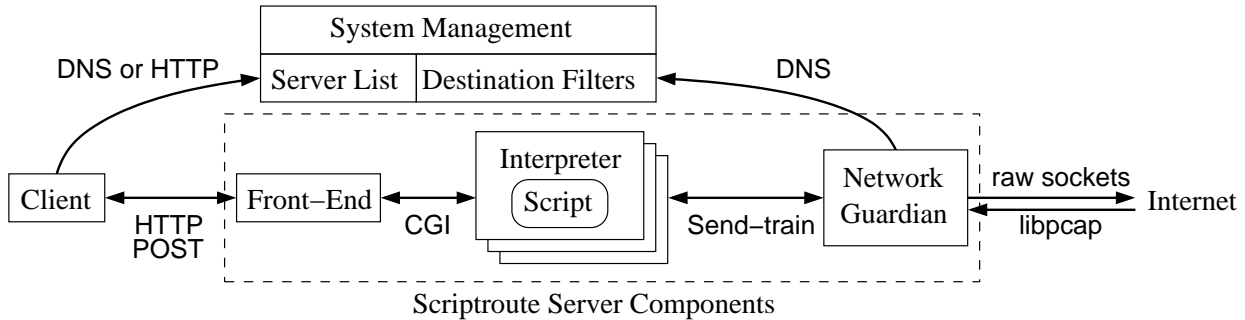 System Management
DNS or HTTP
Server List
Destination Filters
DNS
Client
HTTP
POST
Front−End
CGI
Interpreter
Script
Send−train
Network
Guardian
raw sockets
libpcap
Internet
Scriptroute Server Components